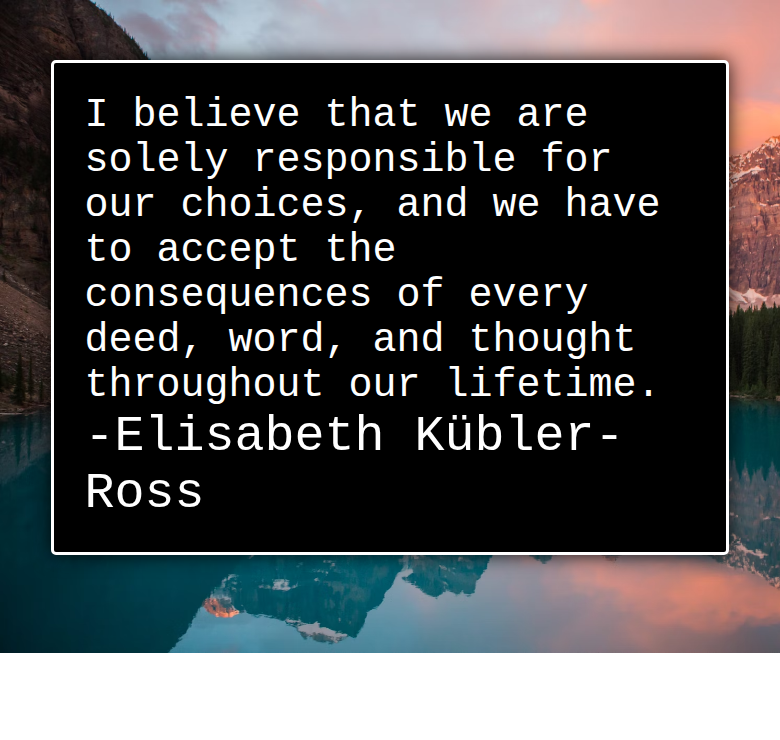 I believe that we are
solely responsible for
our choices, and we have
to accept the
consequences of every
deed, word, and thought
throughout our lifetime.
-Elisabeth Kübler-
Ross